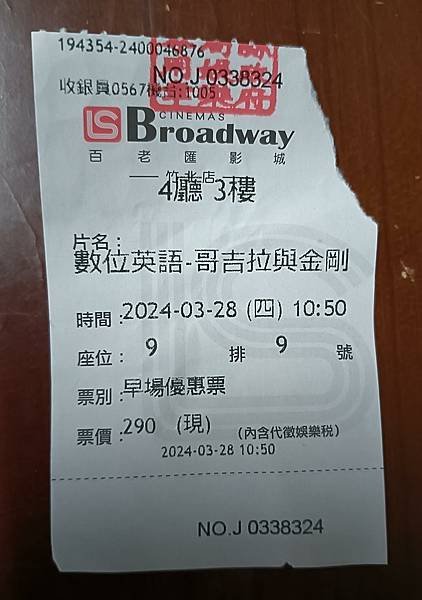 194354-2400046876
NO.J 0338324
收銀員0567機台:1005
CINEMAS
LS Broadway
百老匯影城
竹北店
4廳 3樓
片名：
數位英語-哥吉拉與金剛
時間：2024-03-28 (四) 10:50
座位： 9 排 9 號
票別：早場優惠票
票價：290 (現) (內含代徵娛樂稅)
2024-03-28 10:50
NO.J 0338324